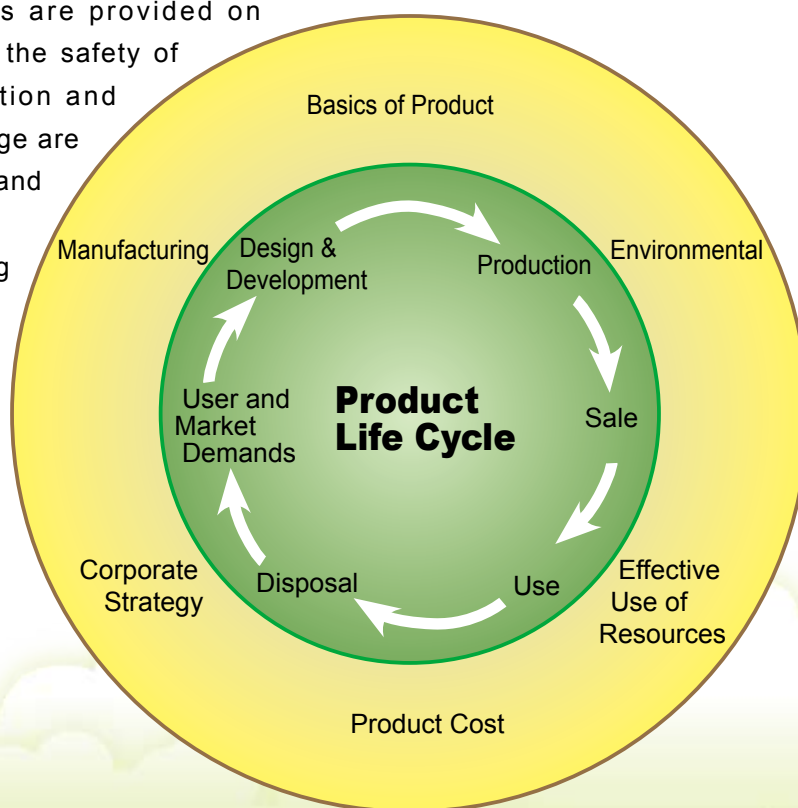 s are provided on
the safety of
tion and
ge are
and
g
Basics of Product
Manufacturing
Environmental
Effective
Use of
Resources
Product Cost
Corporate
Strategy
Design &
Development
Production
Sale
Use
Disposal
User and
Market
Demands
Product
Life Cycle